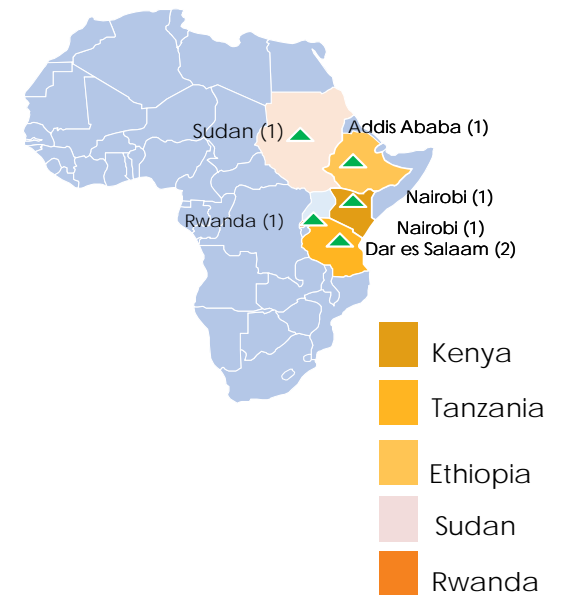 Addis Ababa (1)
Sudan (1)
Nairobi (1)
Rwanda (1)
Nairobi (1)
Dar es Salaam (2)
Kenya
Tanzania
Ethiopia
Sudan
Rwanda